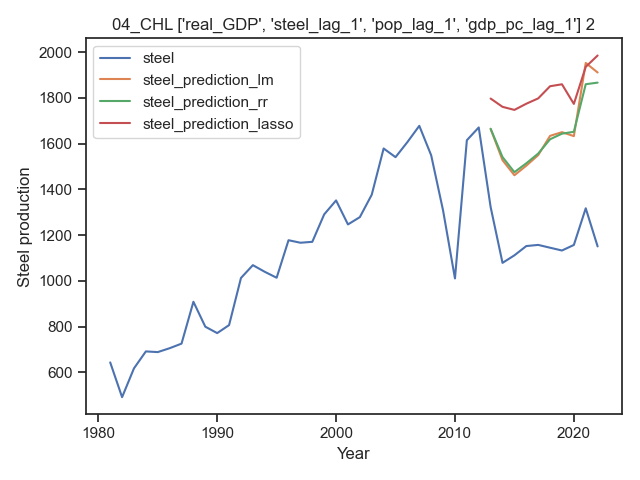 04_CHL ['real_GDP', 'steel_lag_1', 'pop_lag_1', 'gdp_pc_lag_1'] 2
steel
steel_prediction_lm
steel_prediction_rr
steel_prediction_lasso
Steel production
2000
1800
1600
1400
1200
1000
800
600
1980
1990
2000
2010
2020
Year